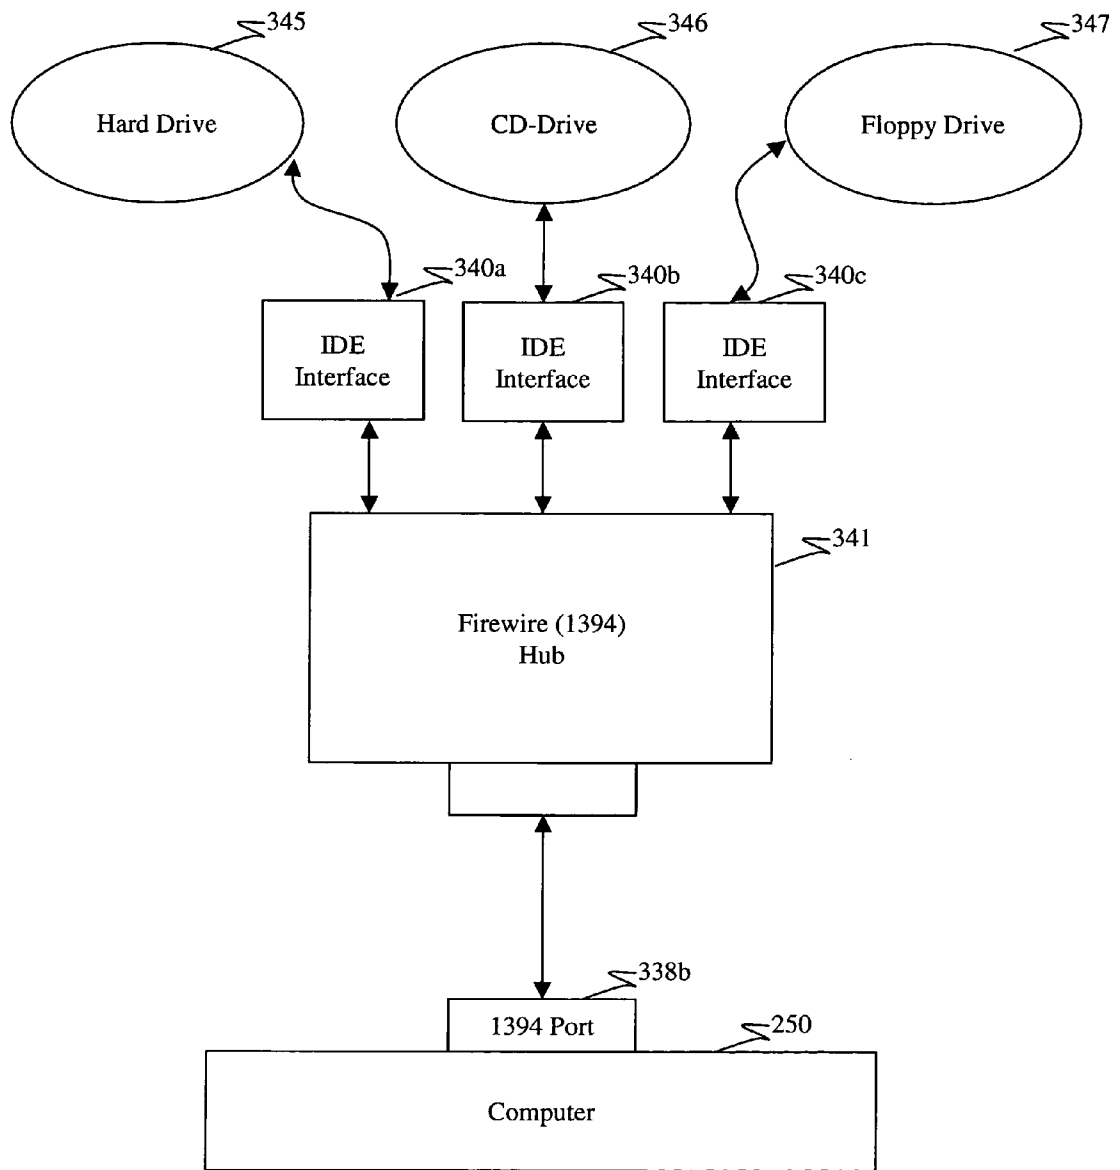 345
346
347
Hard Drive
CD-Drive
Floppy Drive
340a
340b
340c
IDE
Interface
IDE
Interface
IDE
Interface
341
Firewire (1394)
Hub
338b
1394 Port
250
Computer